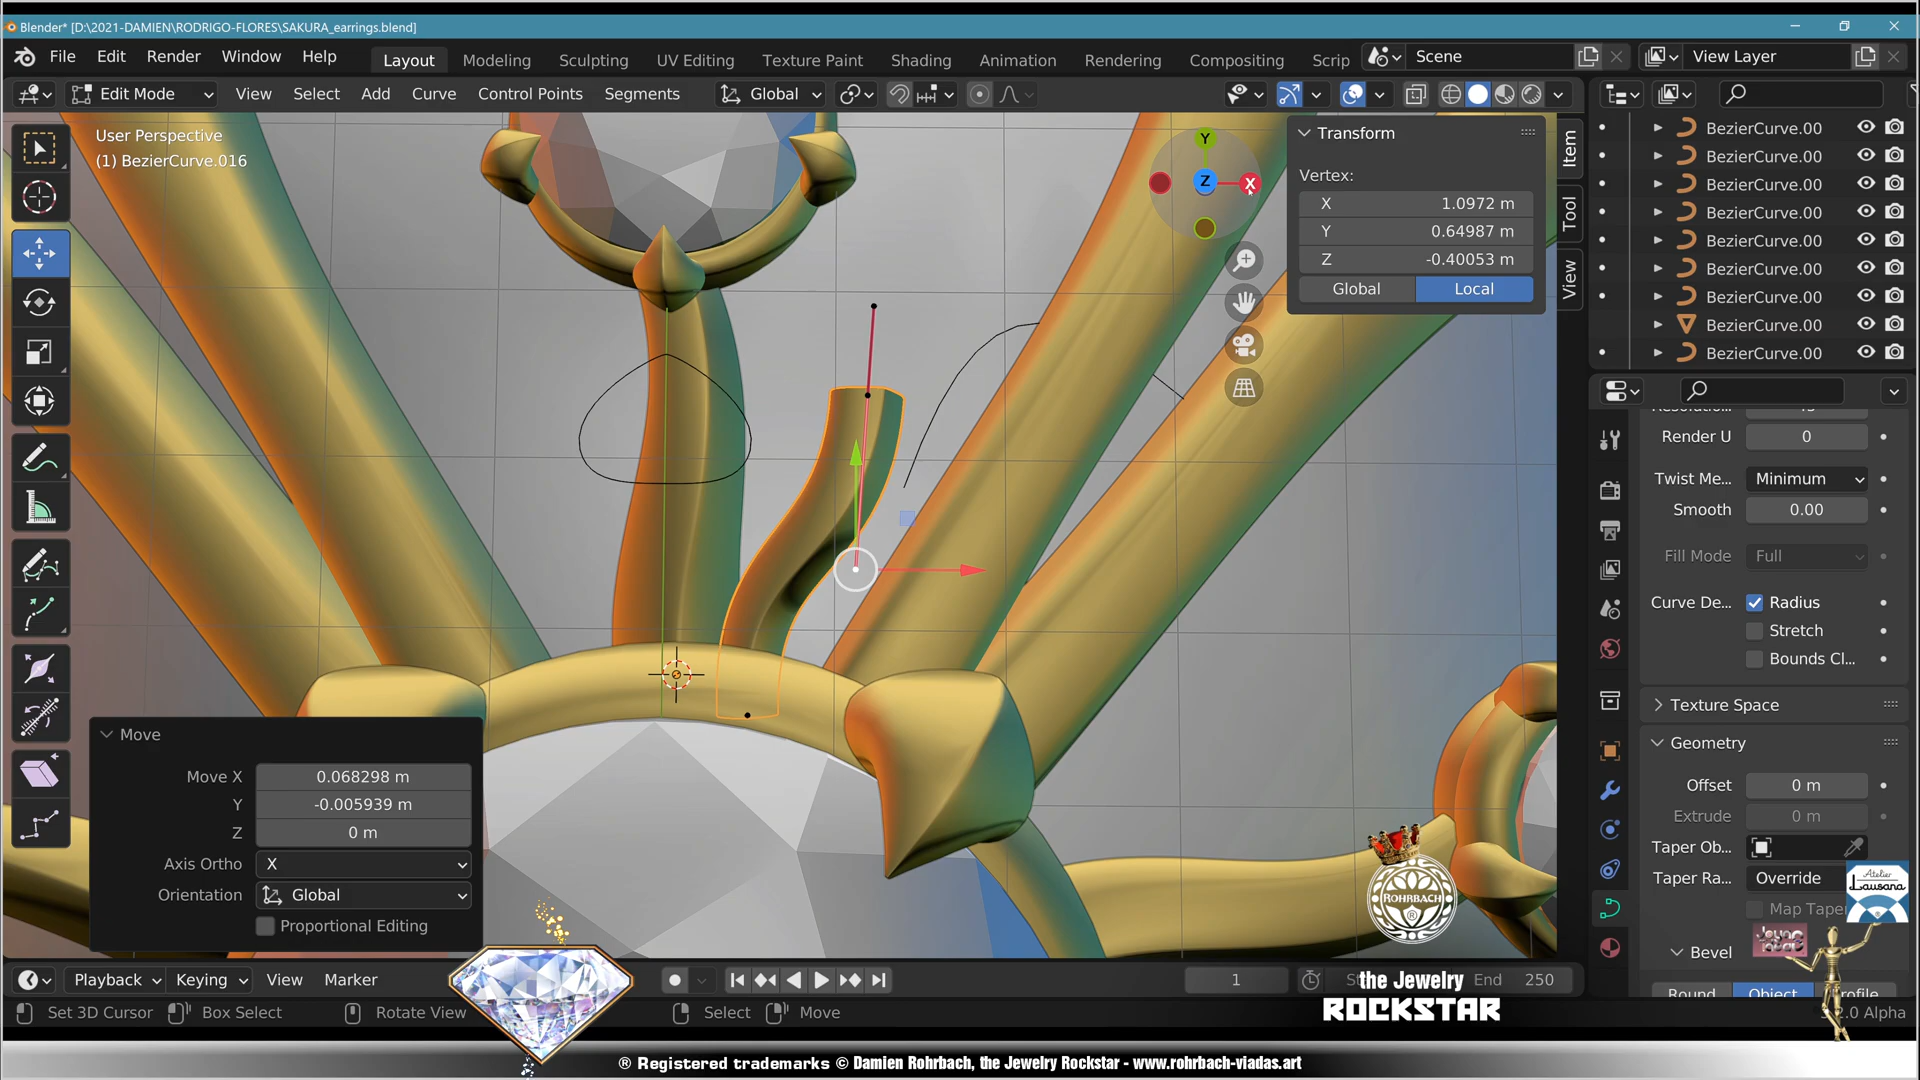 Blender* [D:\2021-DAMIEN\RODRIGO-FLORES\SAKURA_earrings.blend]
File Edit Render Window Help Layout Modeling Sculpting UV Editing Texture Paint Shading Animation Rendering Compositing Scrip Scene View Layer
Edit Mode View Select Add Curve Control Points Segments Global
User Perspective
(1) BezierCurve.016
Y
Z X
Transform
Vertex:
X 1.0972 m
Y 0.64987 m
Z -0.40053 m
Global Local
Item
Tool
View
BezierCurve.00
BezierCurve.00
BezierCurve.00
BezierCurve.00
BezierCurve.00
BezierCurve.00
BezierCurve.00
BezierCurve.00
BezierCurve.00
Render U 0
Twist Me... Minimum
Smooth 0.00
Fill Mode Full
Curve De... Radius
Stretch
Bounds Cl...
Texture Space
Geometry
Offset 0 m
Extrude 0 m
Taper Ob...
Taper Ra... Override
Map Taper
Bevel
Round Object rofile
Move
Move X 0.068298 m
Y -0.005939 m
Z 0 m
Axis Ortho X
Orientation Global
Proportional Editing
ROHRBACH
®
Atelier
Lausana
Playback Keying View Marker 1 End 250
the Jewelry
ROCKSTAR
Set 3D Cursor Box Select Rotate View Select Move 2.0 Alpha
® Registered trademarks © Damien Rohrbach, the Jewelry Rockstar - www.rohrbach-viadas.art